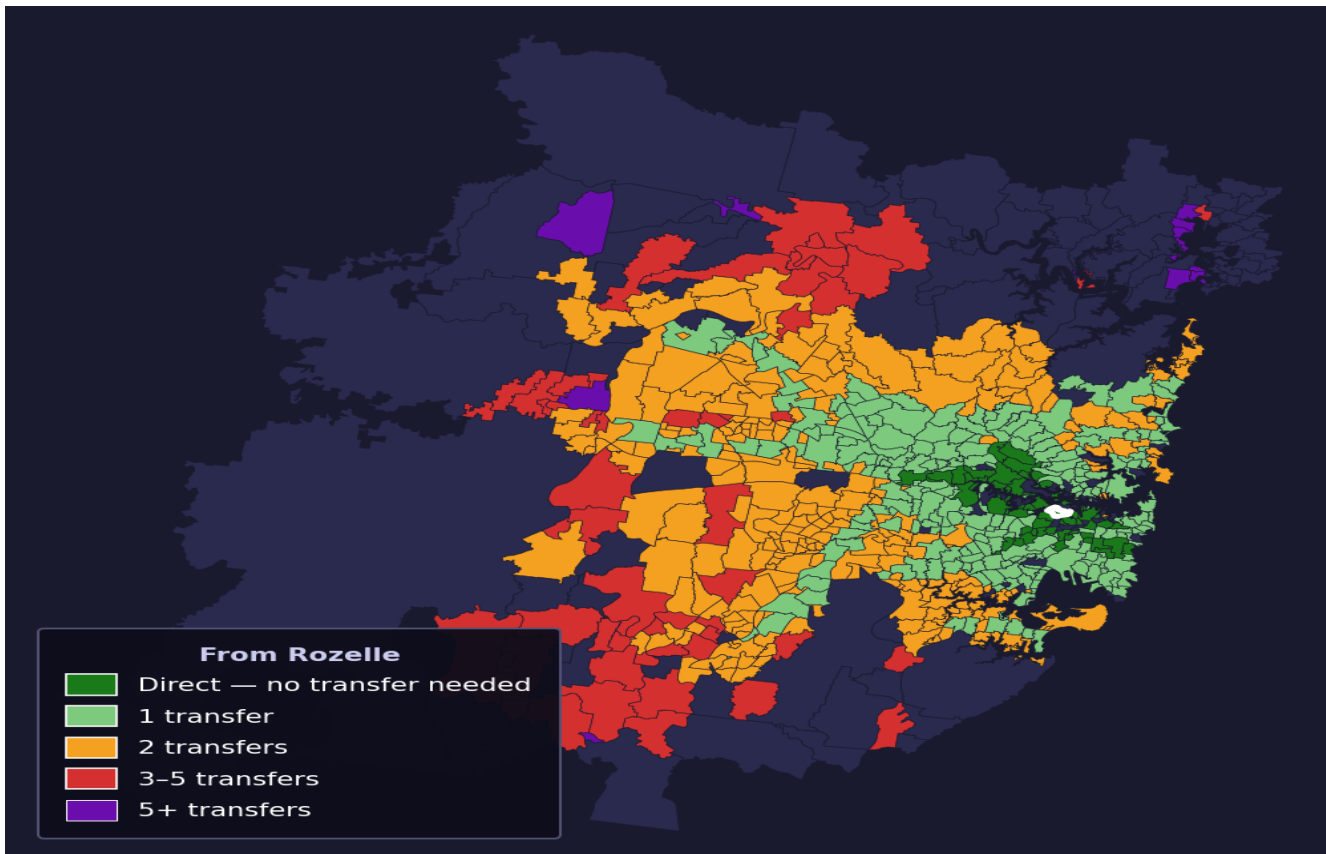 From Rozelle
Direct — no transfer needed
1 transfer
2 transfers
3–5 transfers
5+ transfers